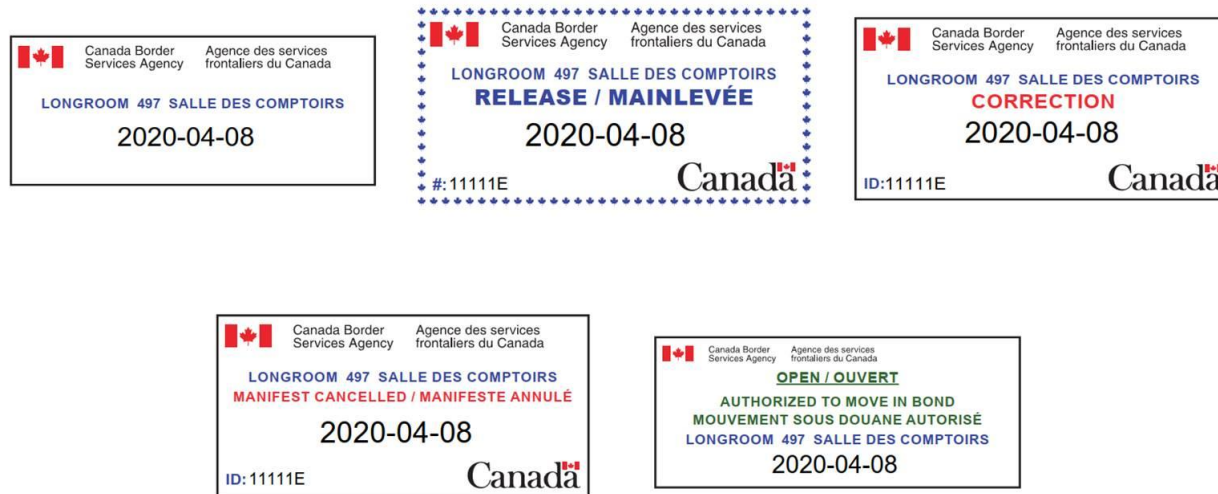 Canada Border Services Agency
Agence des services frontaliers du Canada
LONGROOM 497 SALLE DES COMPTOIRS
2020-04-08
Canada Border Services Agency
Agence des services frontaliers du Canada
LONGROOM 497 SALLE DES COMPTOIRS
RELEASE / MAINLEVÉE
2020-04-08
#:11111E
Canada
Canada Border Services Agency
Agence des services frontaliers du Canada
LONGROOM 497 SALLE DES COMPTOIRS
CORRECTION
2020-04-08
ID:11111E
Canada
Canada Border Services Agency
Agence des services frontaliers du Canada
LONGROOM 497 SALLE DES COMPTOIRS
MANIFEST CANCELLED / MANIFESTE ANNULÉ
2020-04-08
ID:11111E
Canada
Canada Border Services Agency
Agence des services frontaliers du Canada
OPEN / OUVERT
AUTHORIZED TO MOVE IN BOND
MOUVEMENT SOUS DOUANE AUTORISÉ
LONGROOM 497 SALLE DES COMPTOIRS
2020-04-08